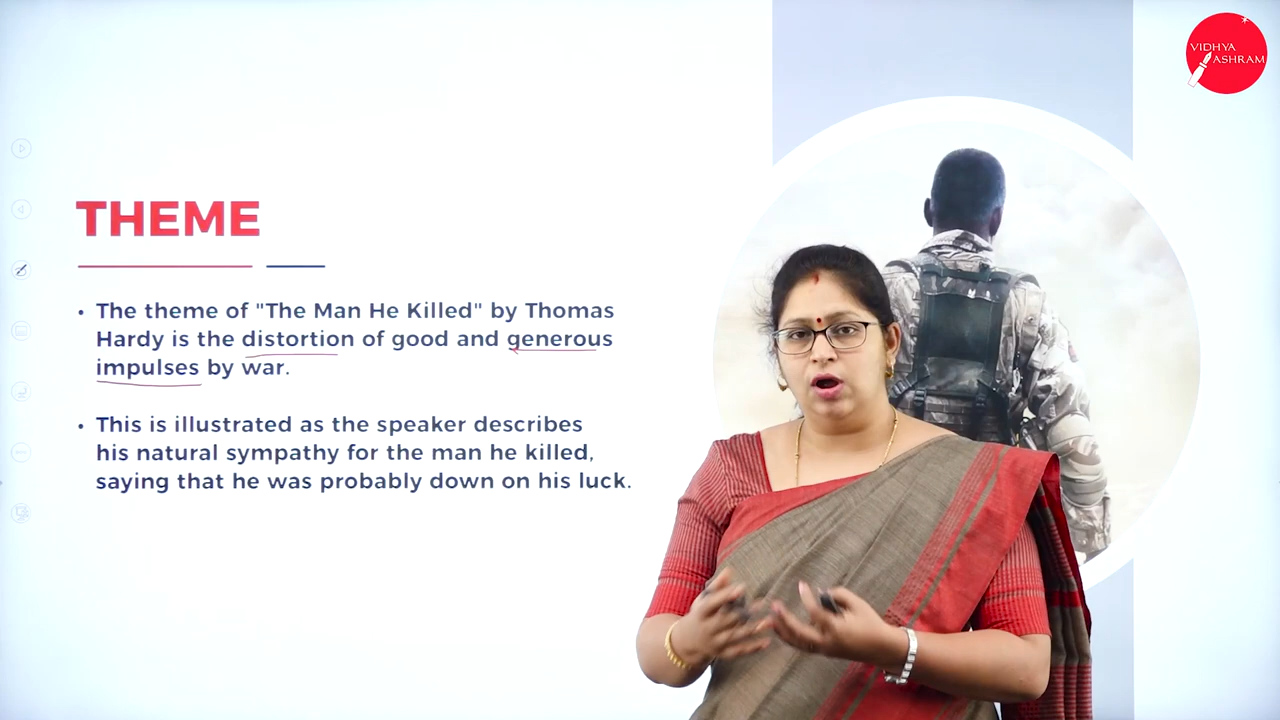 VIDHYA
ASHRAM
THEME
• The theme of "The Man He Killed" by Thomas
Hardy is the distortion of good and generous
impulses by war.
• This is illustrated as the speaker describes
his natural sympathy for the man he killed,
saying that he was probably down on his luck.